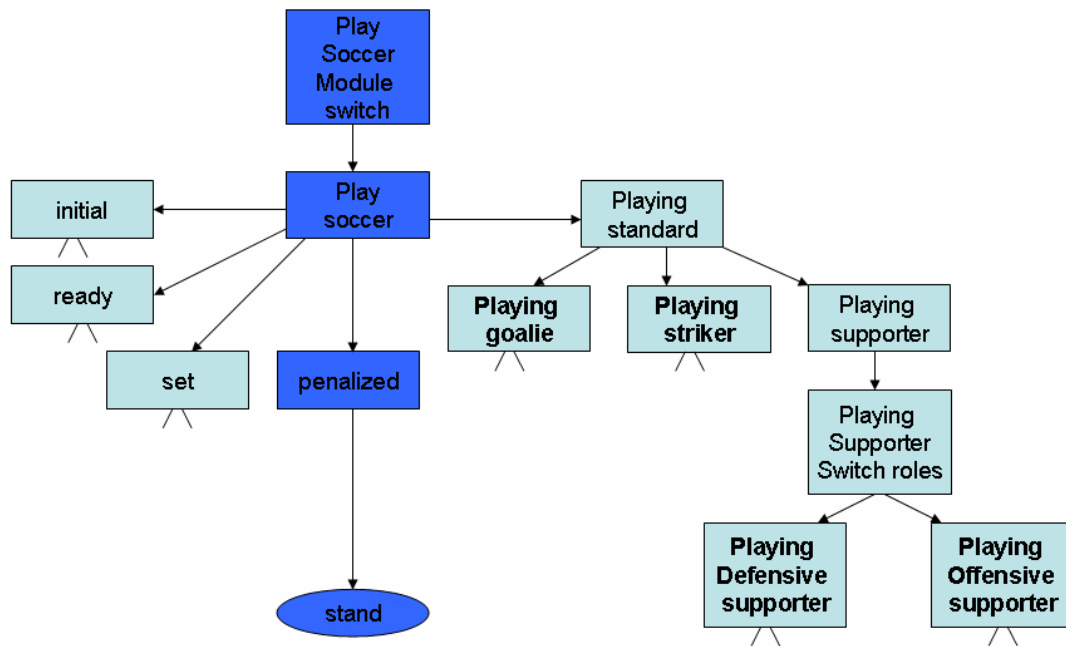 Play
Soccer
Module
switch
Play
soccer
initial
ready
set
penalized
stand
Playing
standard
Playing
goalie
Playing
striker
Playing
supporter
Playing
Supporter
Switch roles
Playing
Defensive
supporter
Playing
Offensive
supporter